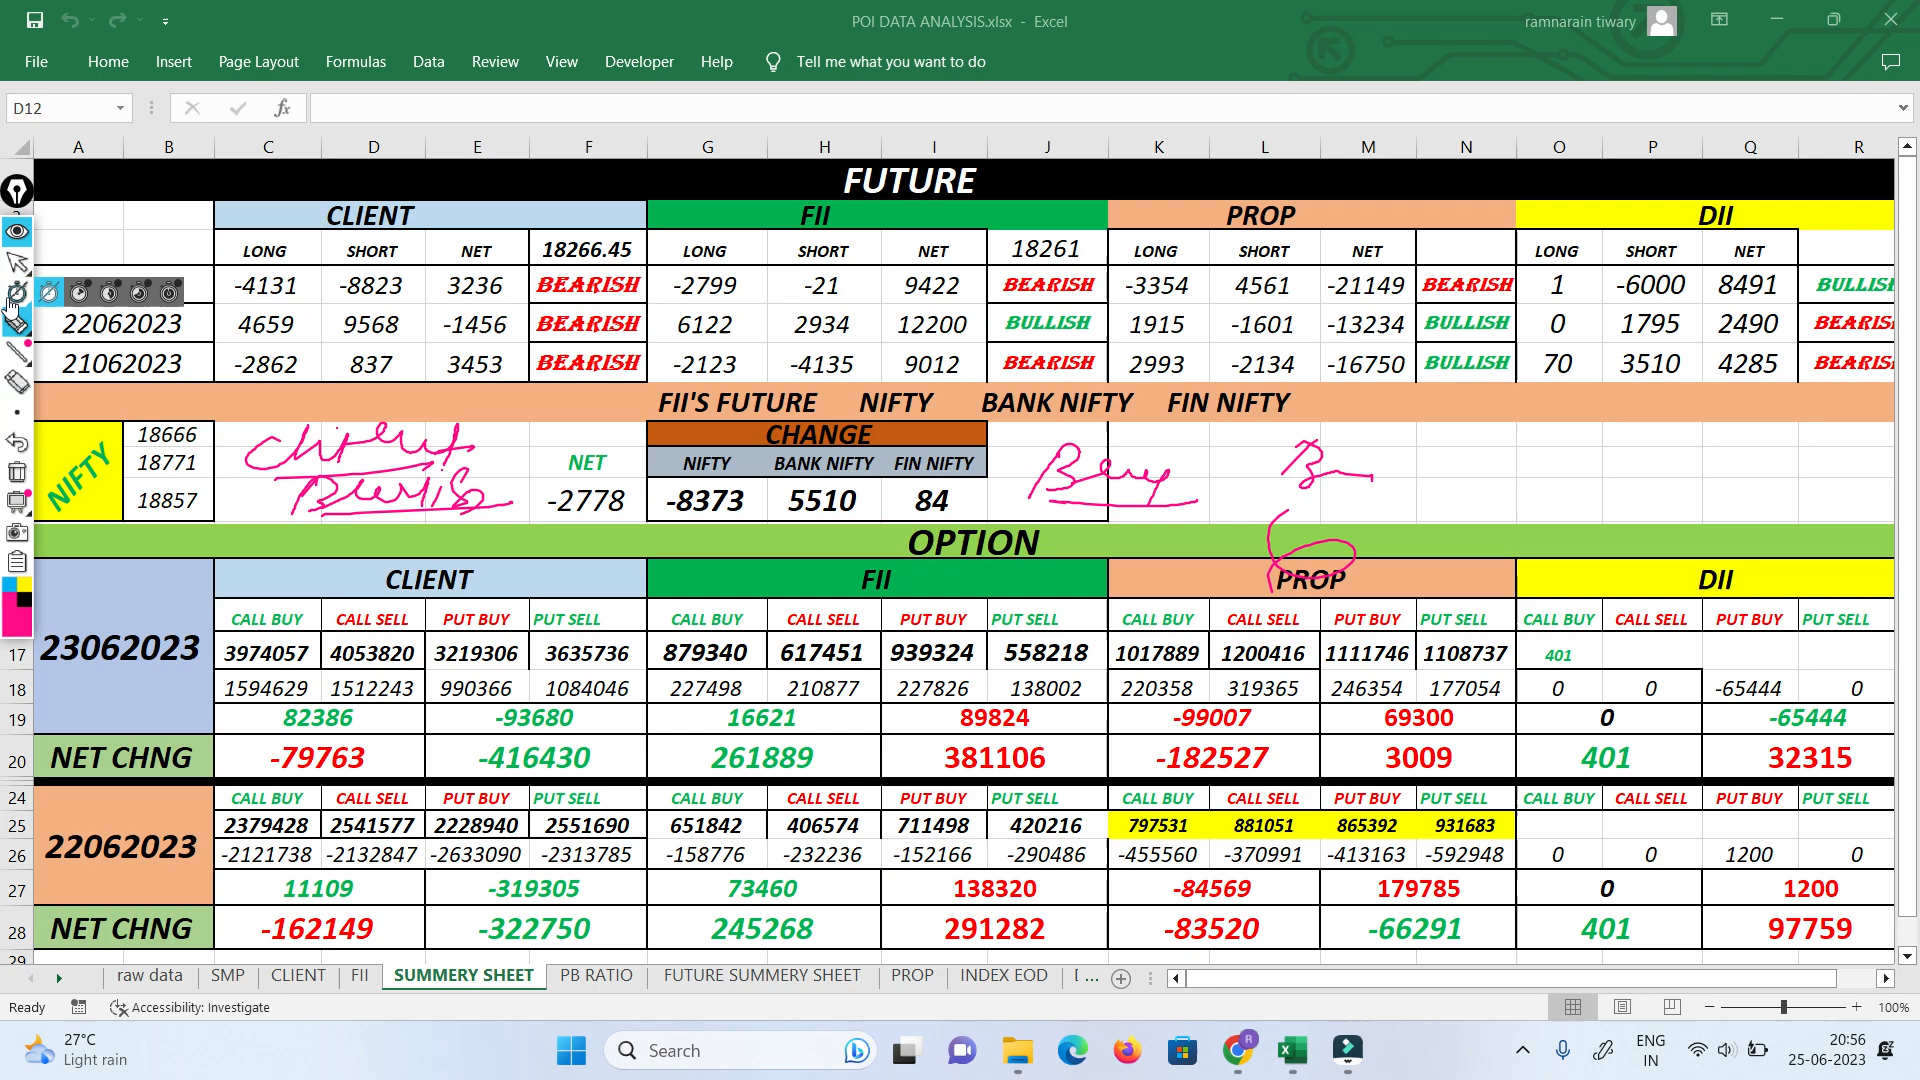 POI DATA ANALYSIS.xlsx - Excel
ramnarain tiwary
File Home Insert Page Layout Formulas Data Review View Developer Help Tell me what you want to do
D12 fx
A B C D E F G H I J K L M N O P Q R
FUTURE
CLIENT FII PROP DII
LONG SHORT NET 18266.45 LONG SHORT NET 18261 LONG SHORT NET LONG SHORT NET
-4131 -8823 3236 BEARISH -2799 -21 9422 BEARISH -3354 4561 -21149 BEARISH 1 -6000 8491
22062023 4659 9568 -1456 BEARISH 6122 2934 12200 BULLISH 1915 -1601 -13234 BULLISH 0 1795 2490
21062023 -2862 837 3453 BEARISH -2123 -4135 9012 BEARISH 2993 -2134 -16750 BULLISH 70 3510 4285
FII'S FUTURE NIFTY BANK NIFTY FIN NIFTY
NIFTY 18666 CHANGE
18771 NET NIFTY BANK NIFTY FIN NIFTY
18857 -2778 -8373 5510 84
OPTION
CLIENT FII PROP DII
23062023 CALL BUY CALL SELL PUT BUY PUT SELL CALL BUY CALL SELL PUT BUY PUT SELL CALL BUY CALL SELL PUT BUY PUT SELL CALL BUY CALL SELL PUT BUY PUT SELL
17 3974057 4053820 3219306 3635736 879340 617451 939324 558218 1017889 1200416 1111746 1108737 401
18 1594629 1512243 990366 1084046 227498 210877 227826 138002 220358 319365 246354 177054 0 0 -65444 0
19 82386 -93680 16621 89824 -99007 69300 0 -65444
20 NET CHNG -79763 -416430 261889 381106 -182527 3009 401 32315
24 CALL BUY CALL SELL PUT BUY PUT SELL CALL BUY CALL SELL PUT BUY PUT SELL CALL BUY CALL SELL PUT BUY PUT SELL CALL BUY CALL SELL PUT BUY PUT SELL
25 22062023 2379428 2541577 2228940 2551690 651842 406574 711498 420216 797531 881051 865392 931683
26 -2121738 -2132847 -2633090 -2313785 -158776 -232236 -152166 -290486 -455560 -370991 -413163 -592948 0 0 1200 0
27 11109 -319305 73460 138320 -84569 179785 0 1200
28 NET CHNG -162149 -322750 245268 291282 -83520 -66291 401 97759
29
raw data SMP CLIENT FII SUMMERY SHEET PB RATIO FUTURE SUMMERY SHEET PROP INDEX EOD
Ready Accessibility: Investigate 100%
27°C
Light rain
Search
ENG
IN
20:56
25-06-2023